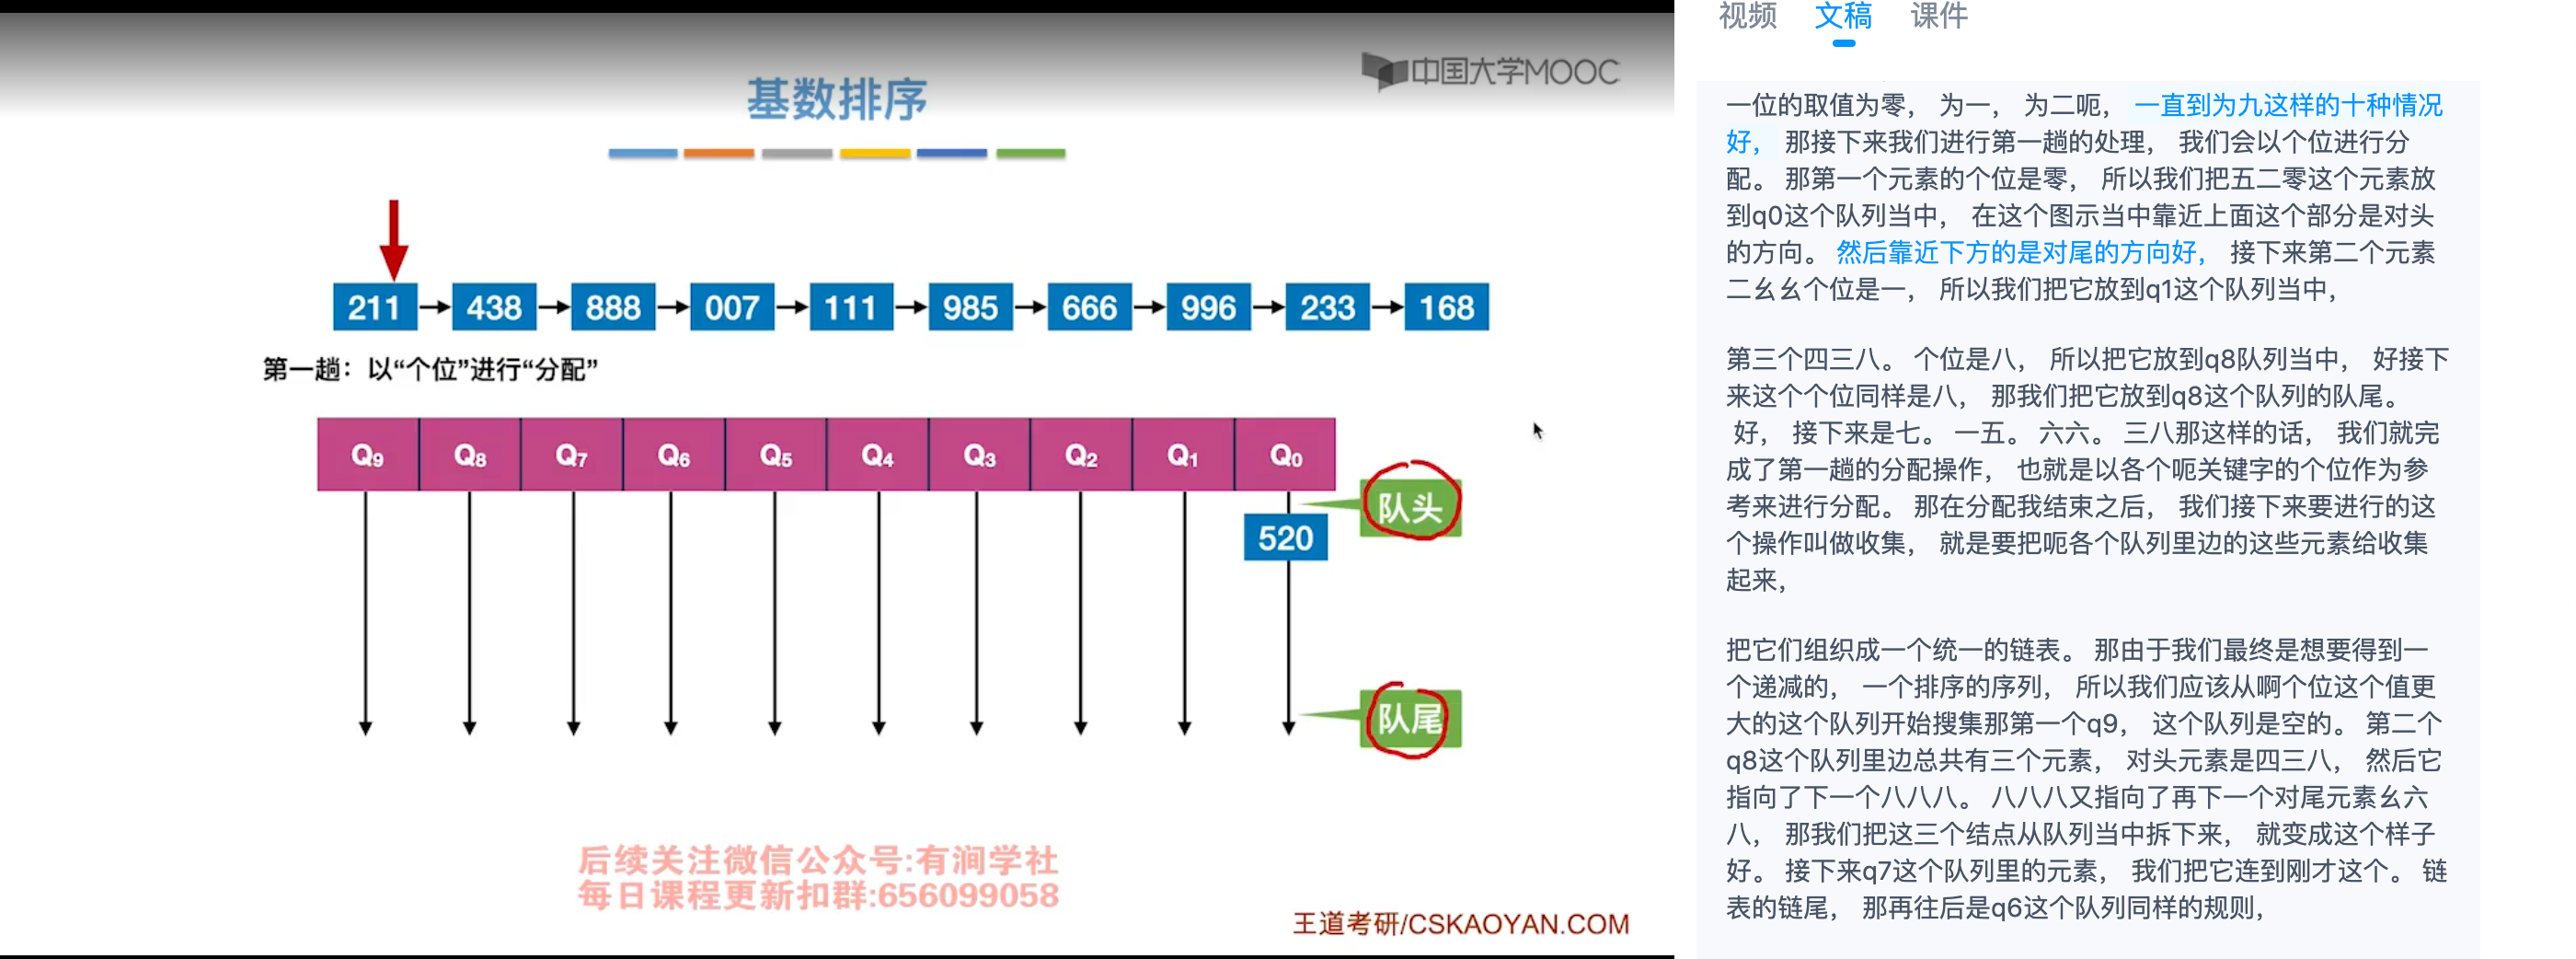 中国大学MOOC
基数排序
211 438 888 007 111 985 666 996 233 168
第一趟：以“个位”进行“分配”
Q9 Q8 Q7 Q6 Q5 Q4 Q3 Q2 Q1 Q0
队头
520
队尾
后续关注微信公众号:有涧学社
每日课程更新扣群:656099058
王道考研/CSKAOYAN.COM
视频 文稿 课件
一位的取值为零， 为一， 为二呃， 一直到为九这样的十种情况
好， 那接下来我们进行第一趟的处理， 我们会以个位进行分
配。 那第一个元素的个位是零， 所以我们把五二零这个元素放
到q0这个队列当中， 在这个图示当中靠近上面这个部分是对头
的方向。 然后靠近下方的是对尾的方向好， 接下来第二个元素
二幺幺个位是一， 所以我们把它放到q1这个队列当中，
第三个四三八。 个位是八， 所以把它放到q8队列当中， 好接下
来这个个位同样是八， 那我们把它放到q8这个队列的队尾。
好， 接下来是七。 一五。 六六。 三八那这样的话， 我们就完
成了第一趟的分配操作， 也就是以各个呃关键字的个位作为参
考来进行分配。 那在分配我结束之后， 我们接下来要进行的这
个操作叫做收集， 就是要把呃各个队列里边的这些元素给收集
起来，
把它们组织成一个统一的链表。 那由于我们最终是想要得到一
个递减的， 一个排序的序列， 所以我们应该从啊个位这个值更
大的这个队列开始搜集那第一个q9， 这个队列是空的。 第二个
q8这个队列里边总共有三个元素， 对头元素是四三八， 然后它
指向了下一个八八八。 八八八又指向了再下一个对尾元素幺六
八， 那我们把这三个结点从队列当中拆下来， 就变成这个样子
好。 接下来q7这个队列里的元素， 我们把它连到刚才这个。 链
表的链尾， 那再往后是q6这个队列同样的规则，